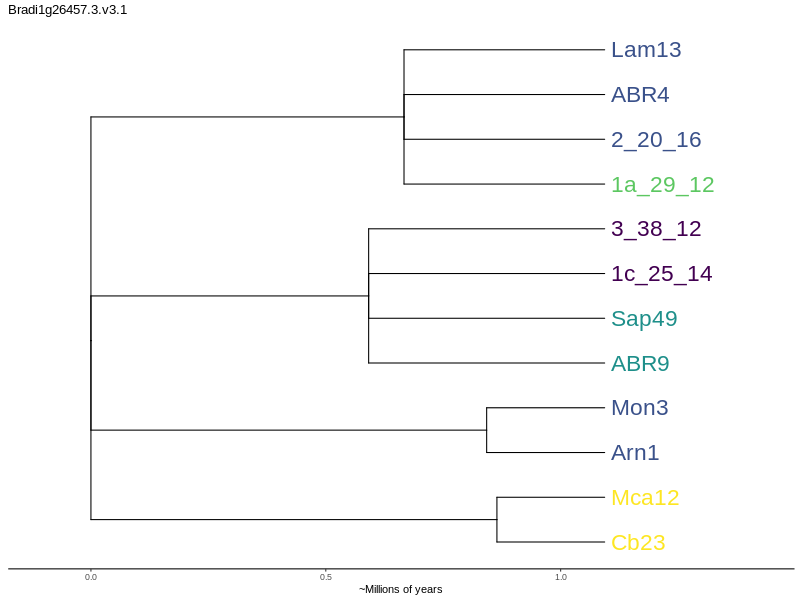 Bradi1g26457.3.v3.1
Lam13
ABR4
2_20_16
1a_29_12
3_38_12
1c_25_14
Sap49
ABR9
Mon3
Arn1
Mca12
Cb23
0.0 0.5 1.0
~Millions of years